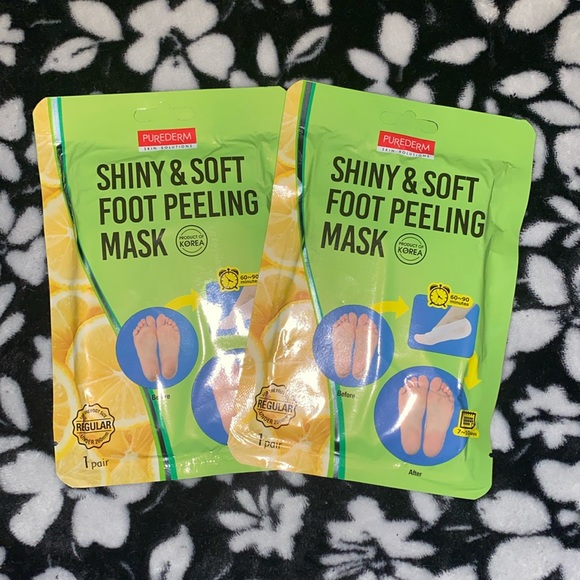 PUREDERM
SKIN SOLUTIONS
SHINY & SOFT
FOOT PEELING
MASK
PRODUCT OF
KOREA
60~90
minutes
Before
REGULAR
1 pair
PUREDERM
SKIN SOLUTIONS
SHINY & SOFT
FOOT PEELING
MASK
PRODUCT OF
KOREA
60~90
minutes
Before
After
REGULAR
1 pair